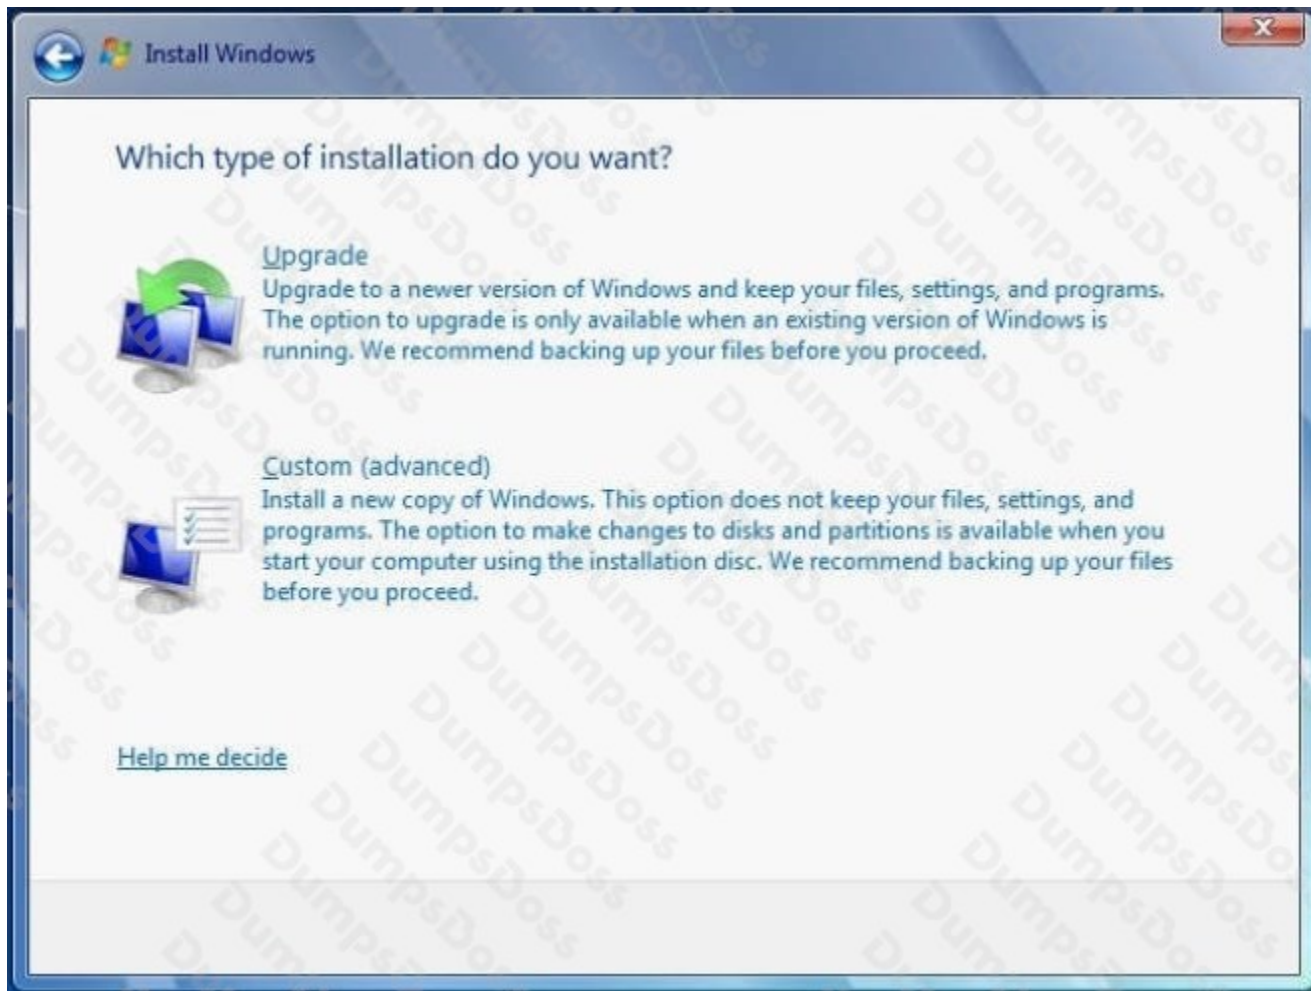 Install Windows
Which type of installation do you want?
Upgrade
Upgrade to a newer version of Windows and keep your files, settings, and programs.
The option to upgrade is only available when an existing version of Windows is
running. We recommend backing up your files before you proceed.
Custom (advanced)
Install a new copy of Windows. This option does not keep your files, settings, and
programs. The option to make changes to disks and partitions is available when you
start your computer using the installation disc. We recommend backing up your files
before you proceed.
Help me decide
DumpsDoss